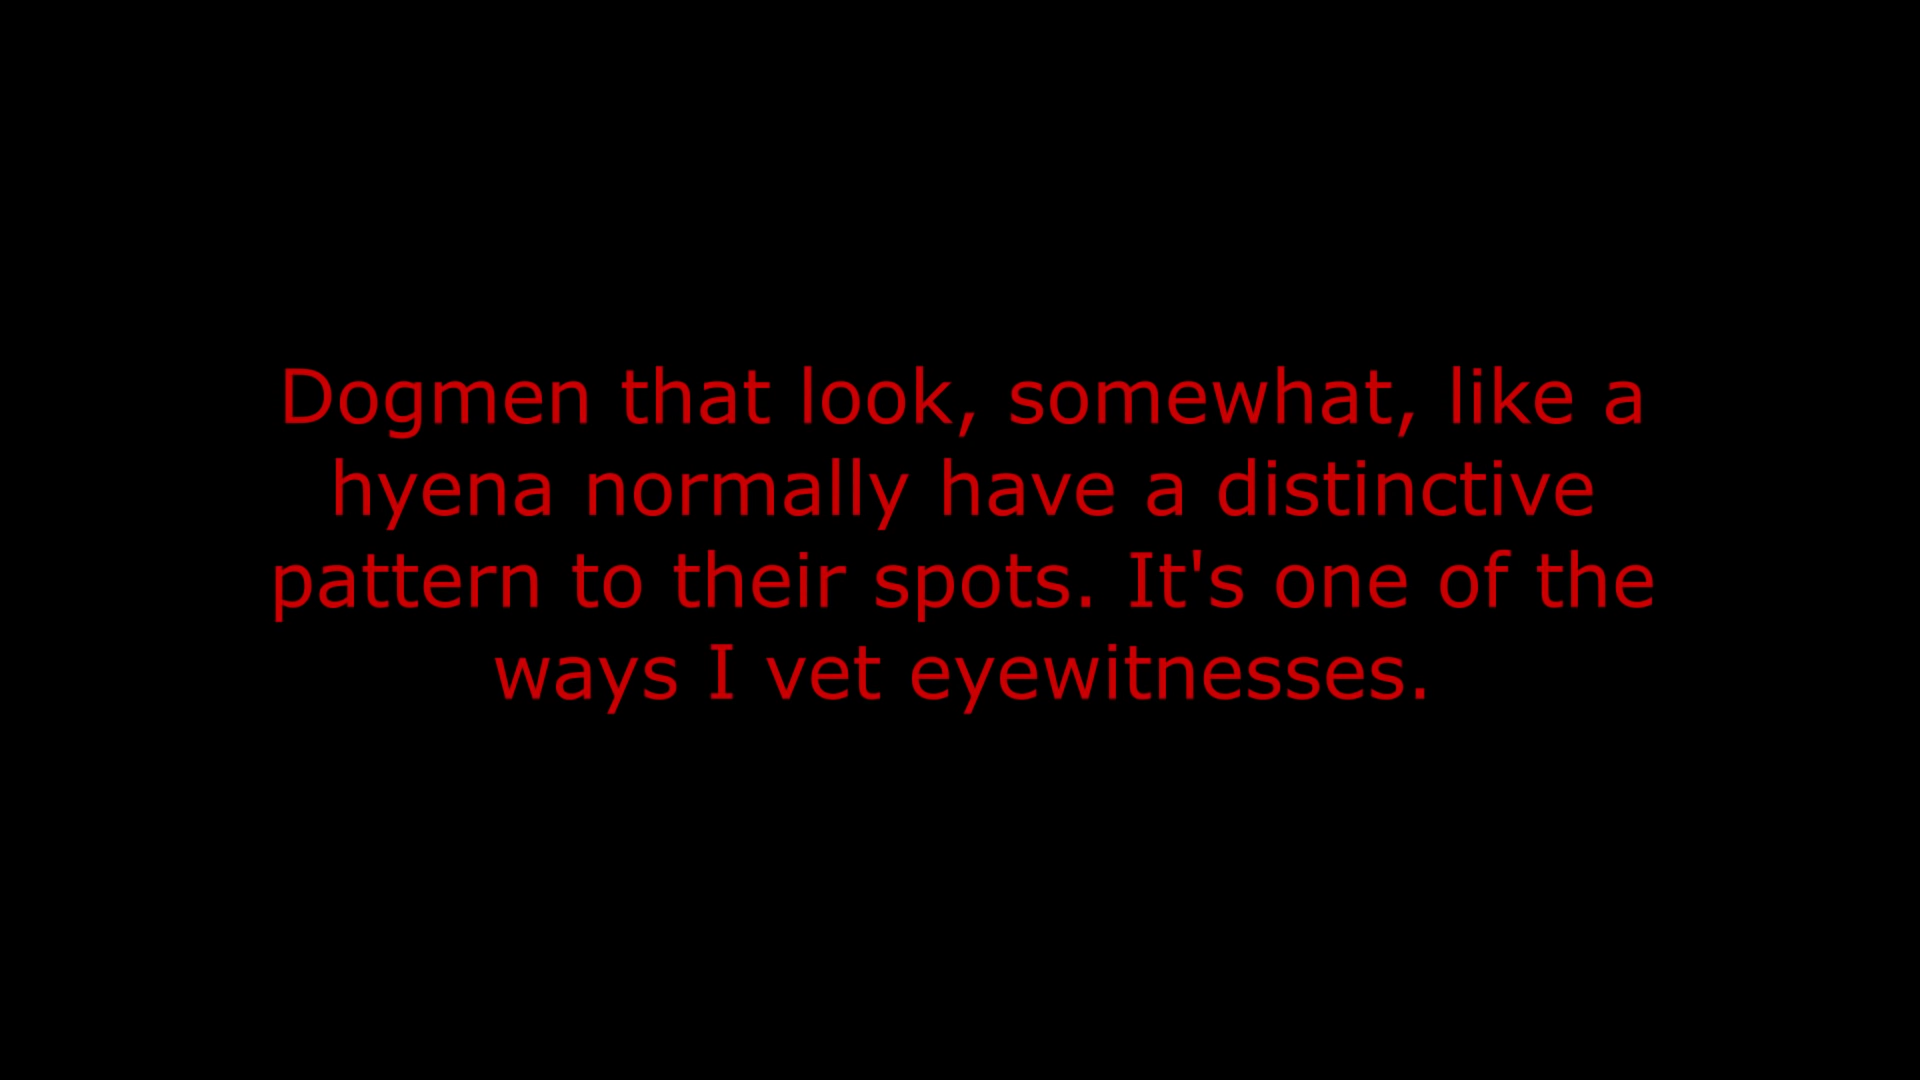 Dogmen that look, somewhat, like a
hyena normally have a distinctive
pattern to their spots. It's one of the
ways I vet eyewitnesses.